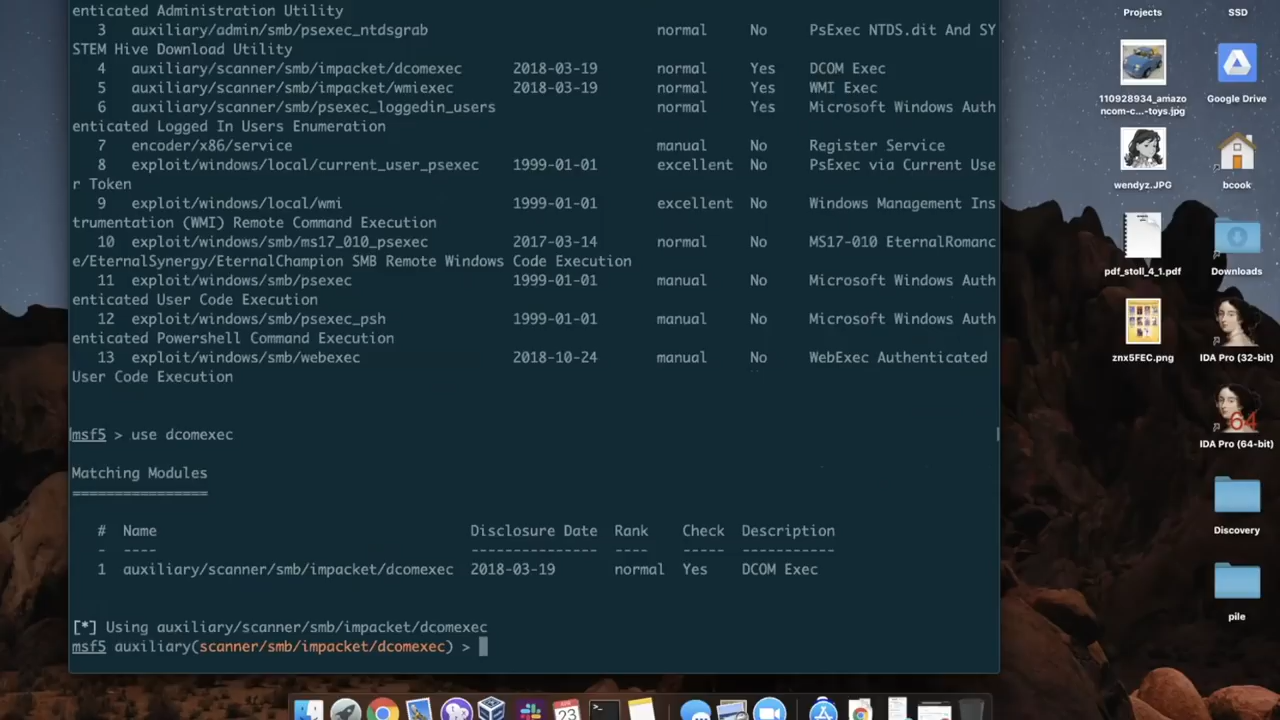 enticated Administration Utility
3 auxiliary/admin/smb/psexec_ntdsgrab normal No PsExec NTDS.dit And SY
STEM Hive Download Utility
4 auxiliary/scanner/smb/impacket/dcomexec 2018-03-19 normal Yes DCOM Exec
5 auxiliary/scanner/smb/impacket/wmiexec 2018-03-19 normal Yes WMI Exec
6 auxiliary/scanner/smb/psexec_loggedin_users normal Yes Microsoft Windows Auth
enticated Logged In Users Enumeration
7 encoder/x86/service manual No Register Service
8 exploit/windows/local/current_user_psexec 1999-01-01 excellent No PsExec via Current Use
r Token
9 exploit/windows/local/wmi 1999-01-01 excellent No Windows Management Ins
trumentation (WMI) Remote Command Execution
10 exploit/windows/smb/ms17_010_psexec 2017-03-14 normal No MS17-010 EternalRomanc
e/EternalSynergy/EternalChampion SMB Remote Windows Code Execution
11 exploit/windows/smb/psexec 1999-01-01 manual No Microsoft Windows Auth
enticated User Code Execution
12 exploit/windows/smb/psexec_psh 1999-01-01 manual No Microsoft Windows Auth
enticated Powershell Command Execution
13 exploit/windows/smb/webexec 2018-10-24 manual No WebExec Authenticated
User Code Execution
msf5 > use dcomexec
Matching Modules
================
# Name Disclosure Date Rank Check Description
- ---- --------------- ---- ----- -----------
1 auxiliary/scanner/smb/impacket/dcomexec 2018-03-19 normal Yes DCOM Exec
[*] Using auxiliary/scanner/smb/impacket/dcomexec
msf5 auxiliary(scanner/smb/impacket/dcomexec) >
Projects
SSD
110928934_amazo
ncom-c...-toys.jpg
Google Drive
wendyz.JPG
bcook
pdf_stoll_4_1.pdf
Downloads
znx5FEC.png
IDA Pro (32-bit)
64
IDA Pro (64-bit)
Discovery
pile
23